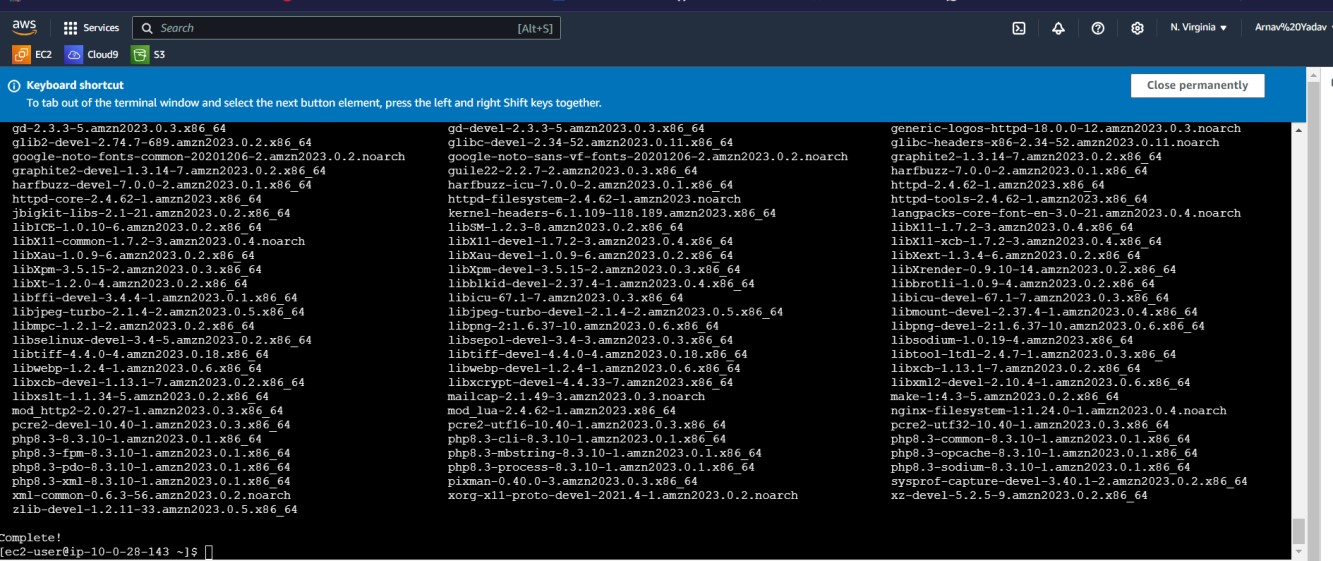 aws Services Search [Alt+S] N. Virginia Arnav%20Yadav
EC2 Cloud9 S3
Keyboard shortcut
To tab out of the terminal window and select the next button element, press the left and right Shift keys together.
Close permanently
gd-2.3.3-5.amzn2023.0.3.x86_64 gd-devel-2.3.3-5.amzn2023.0.3.x86_64 generic-logos-httpd-18.0.0-12.amzn2023.0.3.noarch
glib2-devel-2.74.7-689.amzn2023.0.2.x86_64 glibc-devel-2.34-52.amzn2023.0.11.x86_64 glibc-headers-x86-2.34-52.amzn2023.0.11.noarch
google-noto-fonts-common-20201206-2.amzn2023.0.2.noarch google-noto-sans-vf-fonts-20201206-2.amzn2023.0.2.noarch graphite2-1.3.14-7.amzn2023.0.2.x86_64
graphite2-devel-1.3.14-7.amzn2023.0.2.x86_64 guile22-2.2.7-2.amzn2023.0.3.x86_64 harfbuzz-7.0.0-2.amzn2023.0.1.x86_64
harfbuzz-devel-7.0.0-2.amzn2023.0.1.x86_64 harfbuzz-icu-7.0.0-2.amzn2023.0.1.x86_64 httpd-2.4.62-1.amzn2023.x86_64
httpd-core-2.4.62-1.amzn2023.x86_64 httpd-filesystem-2.4.62-1.amzn2023.noarch httpd-tools-2.4.62-1.amzn2023.x86_64
jbigkit-libs-2.1-21.amzn2023.0.2.x86_64 kernel-headers-6.1.109-118.189.amzn2023.x86_64 langpacks-core-font-en-3.0-21.amzn2023.0.4.noarch
libICE-1.0.10-6.amzn2023.0.2.x86_64 libSM-1.2.3-8.amzn2023.0.2.x86_64 libX11-1.7.2-3.amzn2023.0.4.x86_64
libX11-common-1.7.2-3.amzn2023.0.4.noarch libX11-devel-1.7.2-3.amzn2023.0.4.x86_64 libX11-xcb-1.7.2-3.amzn2023.0.4.x86_64
libXau-1.0.9-6.amzn2023.0.2.x86_64 libXau-devel-1.0.9-6.amzn2023.0.2.x86_64 libXext-1.3.4-6.amzn2023.0.2.x86_64
libXpm-3.5.15-2.amzn2023.0.3.x86_64 libXpm-devel-3.5.15-2.amzn2023.0.3.x86_64 libXrender-0.9.10-14.amzn2023.0.2.x86_64
libXt-1.2.0-4.amzn2023.0.2.x86_64 libblkid-devel-2.37.4-1.amzn2023.0.4.x86_64 libbrotli-1.0.9-4.amzn2023.0.2.x86_64
libffi-devel-3.4.4-1.amzn2023.0.1.x86_64 libicu-67.1-7.amzn2023.0.3.x86_64 libicu-devel-67.1-7.amzn2023.0.3.x86_64
libjpeg-turbo-2.1.4-2.amzn2023.0.5.x86_64 libjpeg-turbo-devel-2.1.4-2.amzn2023.0.5.x86_64 libmount-devel-2.37.4-1.amzn2023.0.4.x86_64
libmpc-1.2.1-2.amzn2023.0.2.x86_64 libpng-2:1.6.37-10.amzn2023.0.6.x86_64 libpng-devel-2:1.6.37-10.amzn2023.0.6.x86_64
libselinux-devel-3.4-5.amzn2023.0.2.x86_64 libsepol-devel-3.4-3.amzn2023.0.3.x86_64 libsodium-1.0.19-4.amzn2023.x86_64
libtiff-4.4.0-4.amzn2023.0.18.x86_64 libtiff-devel-4.4.0-4.amzn2023.0.18.x86_64 libtool-ltdl-2.4.7-1.amzn2023.0.3.x86_64
libwebp-1.2.4-1.amzn2023.0.6.x86_64 libwebp-devel-1.2.4-1.amzn2023.0.6.x86_64 libxcb-1.13.1-7.amzn2023.0.2.x86_64
libxcb-devel-1.13.1-7.amzn2023.0.2.x86_64 libxcrypt-devel-4.4.33-7.amzn2023.x86_64 libxml2-devel-2.10.4-1.amzn2023.0.6.x86_64
libxslt-1.1.34-5.amzn2023.0.2.x86_64 mailcap-2.1.49-3.amzn2023.0.3.noarch make-1:4.3-5.amzn2023.0.2.x86_64
mod_http2-2.0.27-1.amzn2023.0.3.x86_64 mod_lua-2.4.62-1.amzn2023.x86_64 nginx-filesystem-1:1.24.0-1.amzn2023.0.4.noarch
pcre2-devel-10.40-1.amzn2023.0.3.x86_64 pcre2-utf16-10.40-1.amzn2023.0.3.x86_64 pcre2-utf32-10.40-1.amzn2023.0.3.x86_64
php8.3-8.3.10-1.amzn2023.0.1.x86_64 php8.3-cli-8.3.10-1.amzn2023.0.1.x86_64 php8.3-common-8.3.10-1.amzn2023.0.1.x86_64
php8.3-fpm-8.3.10-1.amzn2023.0.1.x86_64 php8.3-mbstring-8.3.10-1.amzn2023.0.1.x86_64 php8.3-opcache-8.3.10-1.amzn2023.0.1.x86_64
php8.3-pdo-8.3.10-1.amzn2023.0.1.x86_64 php8.3-process-8.3.10-1.amzn2023.0.1.x86_64 php8.3-sodium-8.3.10-1.amzn2023.0.1.x86_64
php8.3-xml-8.3.10-1.amzn2023.0.1.x86_64 pixman-0.40.0-3.amzn2023.0.3.x86_64 sysprof-capture-devel-3.40.1-2.amzn2023.0.2.x86_64
xml-common-0.6.3-56.amzn2023.0.2.noarch xorg-x11-proto-devel-2021.4-1.amzn2023.0.2.noarch xz-devel-5.2.5-9.amzn2023.0.2.x86_64
zlib-devel-1.2.11-33.amzn2023.0.5.x86_64
Complete!
[ec2-user@ip-10-0-28-143 ~]$